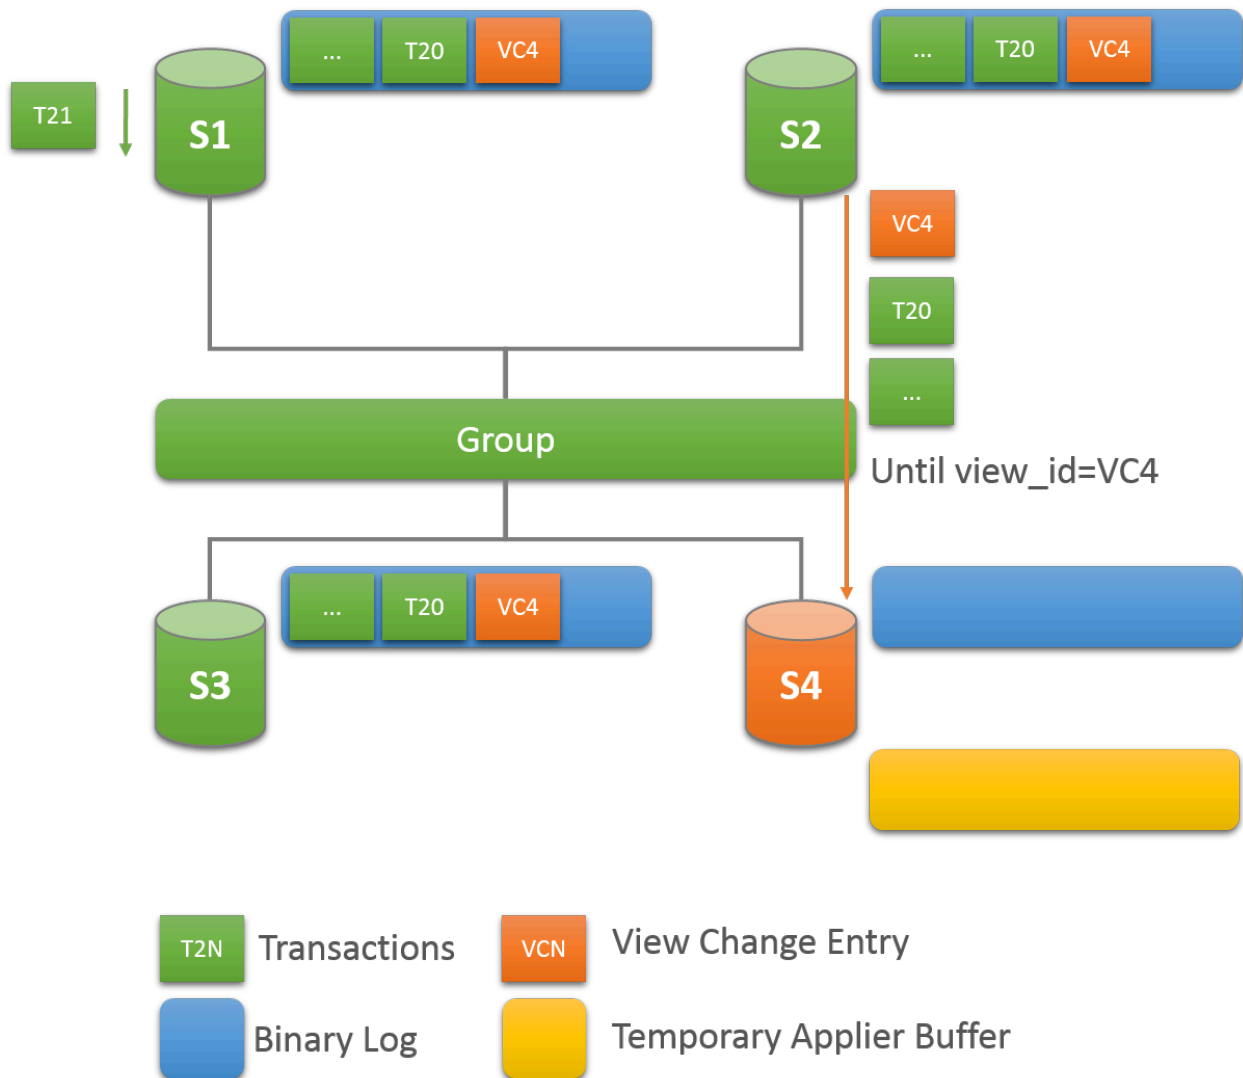 ... T20 VC4
... T20 VC4
T21
S1
S2
VC4
T20
...
Group
Until view_id=VC4
... T20 VC4
S3
S4
T2N Transactions
VCN View Change Entry
Binary Log
Temporary Applier Buffer